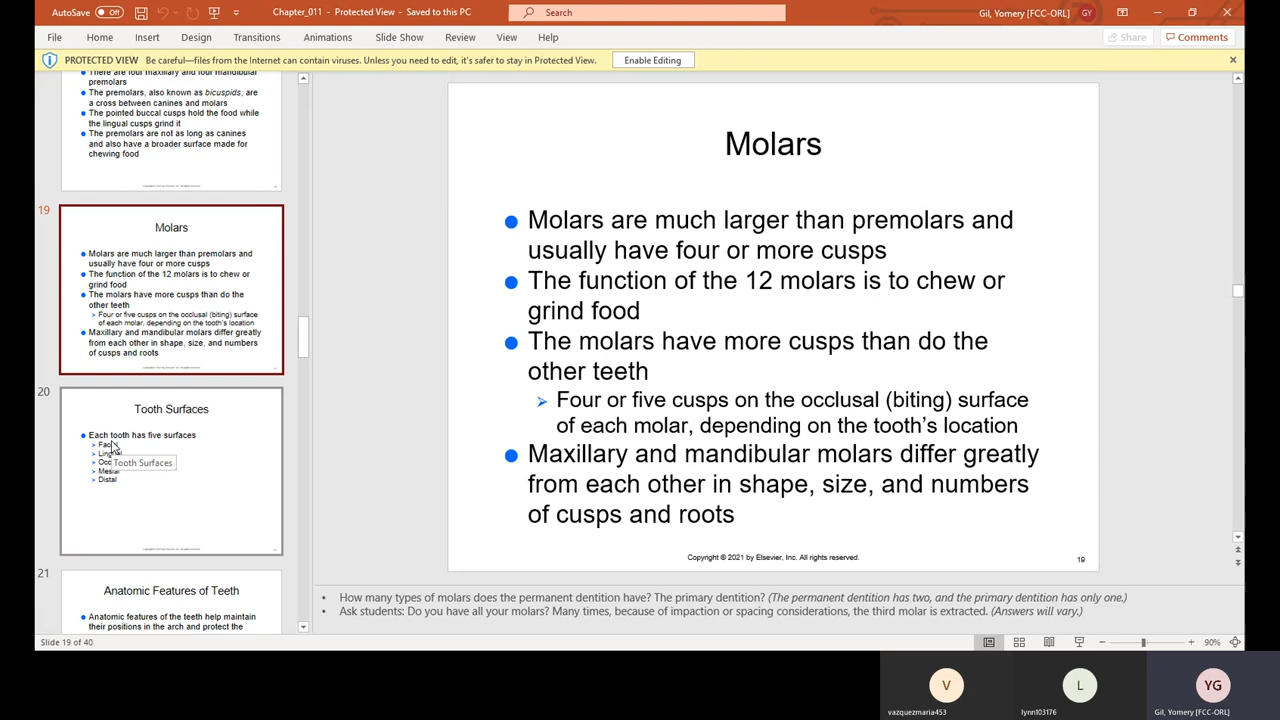 AutoSave Off Chapter_011 - Protected View - Saved to this PC Search Gil, Yomery [FCC-ORL] GY
File Home Insert Design Transitions Animations Slide Show Review View Help Share Comments
PROTECTED VIEW Be careful—files from the Internet can contain viruses. Unless you need to edit, it's safer to stay in Protected View. Enable Editing
There are four maxillary and four mandibular
premolars
The premolars, also known as bicuspids, are
a cross between canines and molars
The pointed buccal cusps hold the food while
the lingual cusps grind it
The premolars are not as long as canines
and also have a broader surface made for
chewing food
19
Molars
Molars are much larger than premolars and
usually have four or more cusps
The function of the 12 molars is to chew or
grind food
The molars have more cusps than do the
other teeth
Four or five cusps on the occlusal (biting) surface
of each molar, depending on the tooth's location
Maxillary and mandibular molars differ greatly
from each other in shape, size, and numbers
of cusps and roots
20
Tooth Surfaces
Each tooth has five surfaces
Tooth Surfaces
Mesial
Distal
21
Anatomic Features of Teeth
Anatomic features of the teeth help maintain
their positions in the arch and protect the
Molars
Molars are much larger than premolars and
usually have four or more cusps
The function of the 12 molars is to chew or
grind food
The molars have more cusps than do the
other teeth
Four or five cusps on the occlusal (biting) surface
of each molar, depending on the tooth's location
Maxillary and mandibular molars differ greatly
from each other in shape, size, and numbers
of cusps and roots
Copyright © 2021 by Elsevier, Inc. All rights reserved.
19
• How many types of molars does the permanent dentition have? The primary dentition? (The permanent dentition has two, and the primary dentition has only one.)
• Ask students: Do you have all your molars? Many times, because of impaction or spacing considerations, the third molar is extracted. (Answers will vary.)
Slide 19 of 40 90%
V L YG
vazquezmaria453 lynn103176 Gil, Yomery [FCC-ORL]